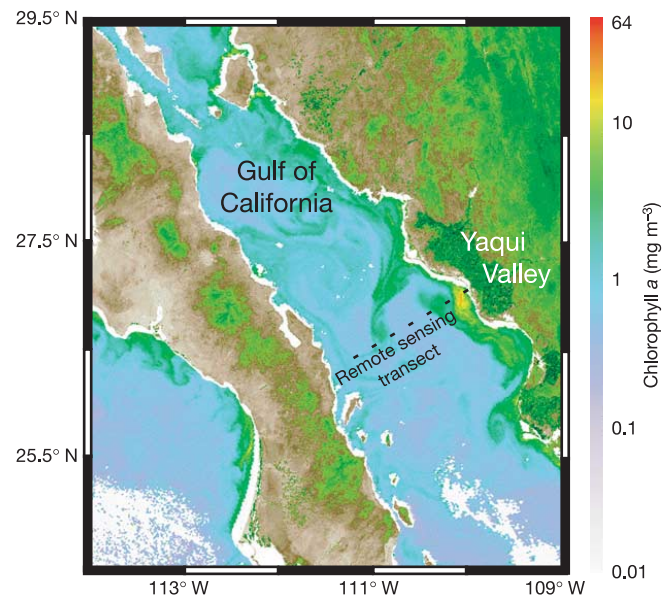 29.5° N
27.5° N
25.5° N
113° W
111° W
109° W
Gulf of
California
Yaqui
Valley
Remote sensing
transect
64
10
1
0.1
0.01
Chlorophyll a (mg m⁻³)